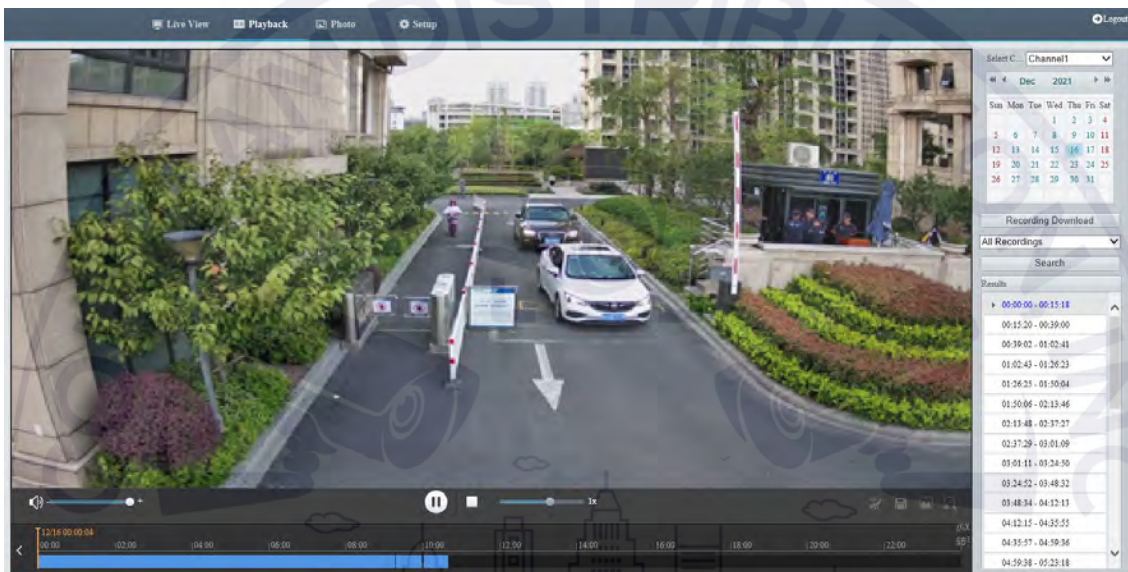 Live View Playback Photo Setup Logout
Select C... Channel1
Dec 2021
Sun Mon Tue Wed Thu Fri Sat
1 2 3 4
5 6 7 8 9 10 11
12 13 14 15 16 17 18
19 20 21 22 23 24 25
26 27 28 29 30 31
Recording Download
All Recordings
Search
Results
00:00:00 - 00:15:18
00:15:20 - 00:39:00
00:39:02 - 01:02:41
01:02:43 - 01:26:23
01:26:25 - 01:50:04
01:50:06 - 02:13:46
02:13:48 - 02:37:27
02:37:29 - 03:01:09
03:01:11 - 03:24:50
03:24:52 - 03:48:32
03:48:34 - 04:12:13
04:12:15 - 04:35:55
04:35:57 - 04:59:36
04:59:38 - 05:23:18
1x
12/16 00:00:04
00:00 02:00 04:00 06:00 08:00 10:00 12:00 14:00 16:00 18:00 20:00 22:00